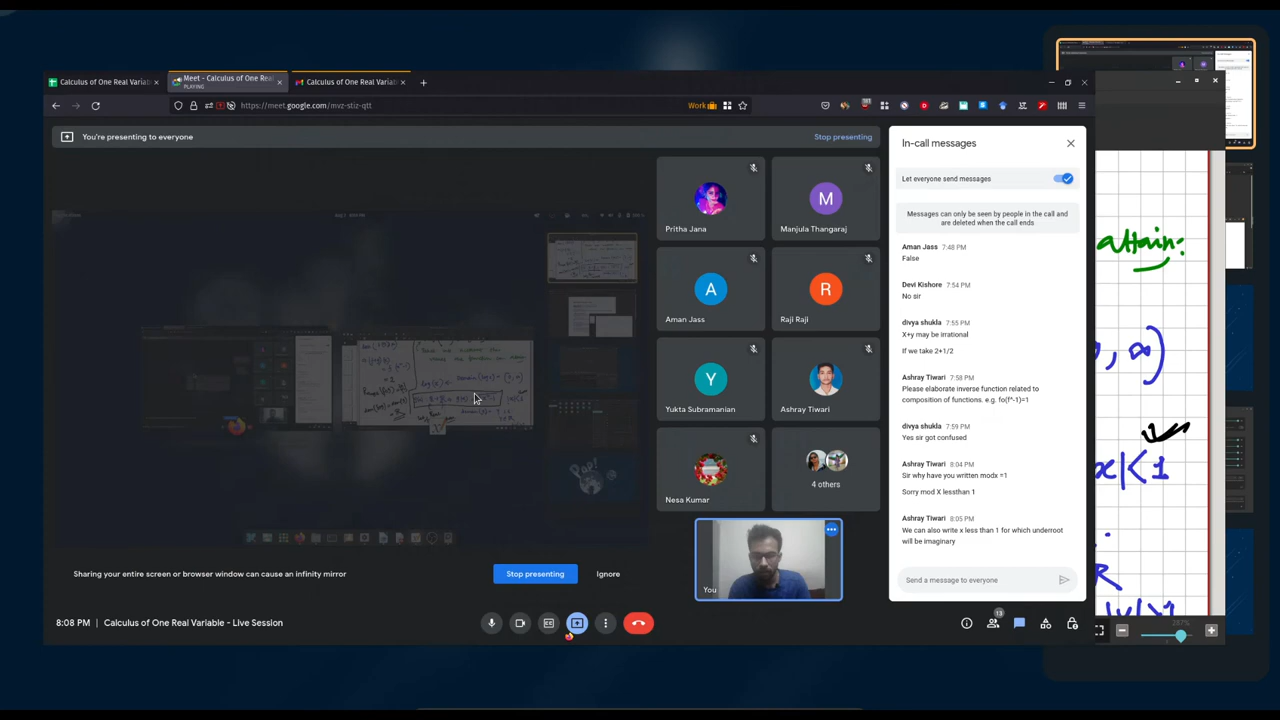 Calculus of One Real Variab
Meet - Calculus of One Real
PLAYING
Calculus of One Real Variab
https://meet.google.com/mvz-stiz-qtt
Work
You're presenting to everyone
Stop presenting
Pritha Jana
M
Manjula Thangaraj
A
Aman Jass
R
Raji Raji
Y
Yukta Subramanian
Ashray Tiwari
Nesa Kumar
4 others
You
In-call messages
Let everyone send messages
Messages can only be seen by people in the call and
are deleted when the call ends
Aman Jass 7:48 PM
False
Devi Kishore 7:54 PM
No sir
divya shukla 7:55 PM
X+y may be irrational
If we take 2+1/2
Ashray Tiwari 7:58 PM
Please elaborate inverse function related to
composition of functions. e.g. fo(f^-1)=1
divya shukla 7:59 PM
Yes sir got confused
Ashray Tiwari 8:04 PM
Sir why have you written modx =1
Sorry mod X lessthan 1
Ashray Tiwari 8:05 PM
We can also write x less than 1 for which underroot
will be imaginary
Send a message to everyone
Sharing your entire screen or browser window can cause an infinity mirror
Stop presenting
Ignore
8:08 PM | Calculus of One Real Variable - Live Session
13
attain:
, ∞)
x|<1
R
287%